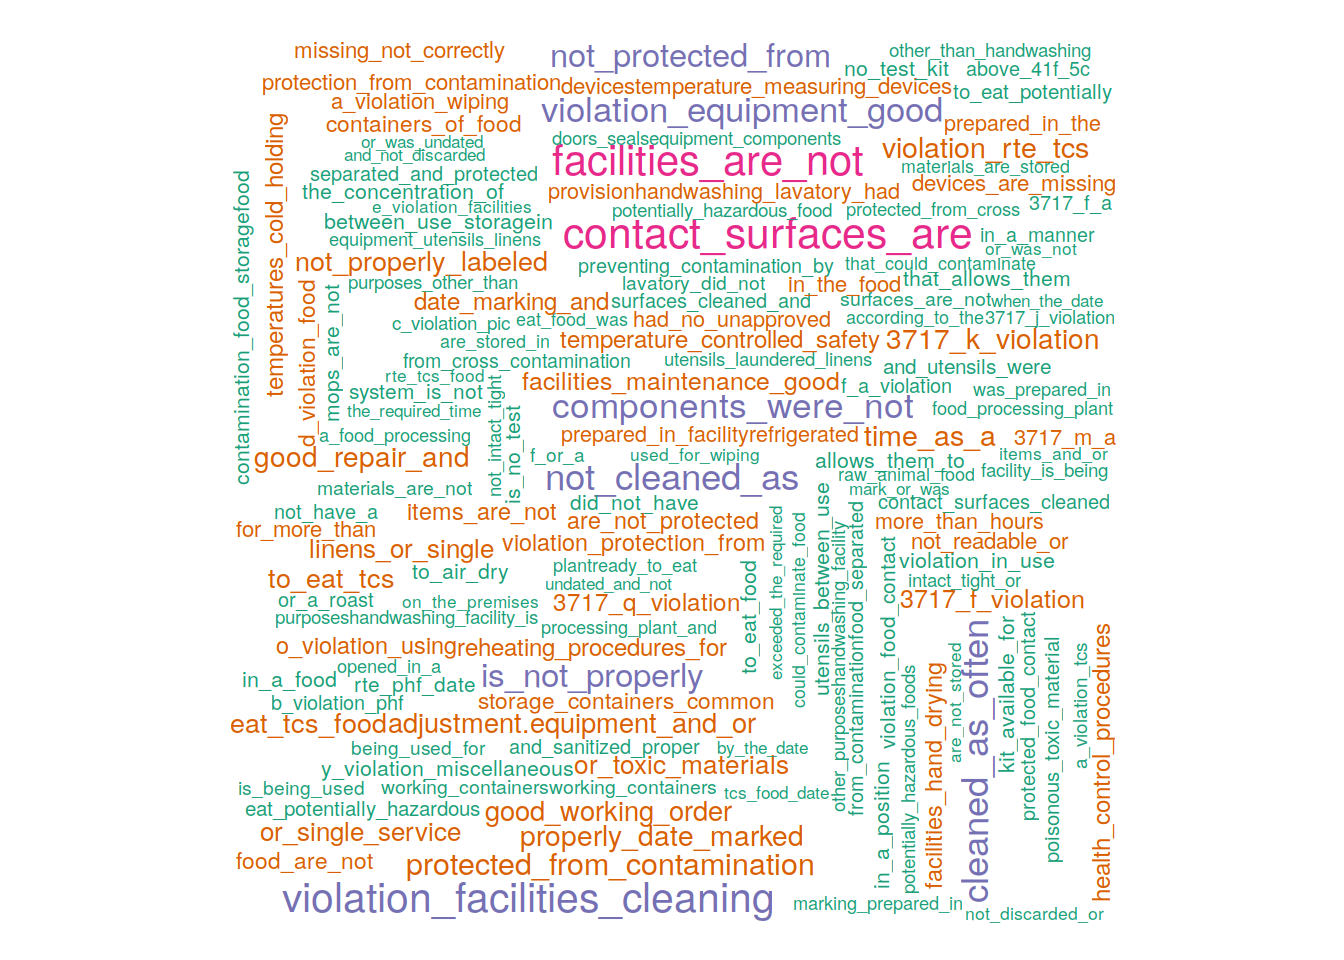 missing_not_correctly
not_protected_from
other_than_handwashing
no_test_kit
above_41f_5c
protection_from_contamination
devicestemperature_measuring_devices
to_eat_potentially
a_violation_wiping
violation_equipment_good
containers_of_food
prepared_in_the
or_was_undated
doors_sealsequipment_components
and_not_discarded
facilities_are_not
violation_rte_tcs
materials_are_stored
separated_and_protected
the_concentration_of
provisionhandwashing_lavatory_had
devices_are_missing
e_violation_facilities
potentially_hazardous_food
protected_from_cross
3717_f_a
between_use_storagein
contact_surfaces_are
in_a_manner
equipment_utensils_linens
or_was_not
not_properly_labeled
preventing_contamination_by
that_could_contaminate
purposes_other_than
lavatory_did_not
in_the_food
that_allows_them
date_marking_and
surfaces_cleaned_and
surfaces_are_not
when_the_date
c_violation_pic
eat_food_was
had_no_unapproved
according_to_the
3717_j_violation
are_stored_in
temperature_controlled_safety
3717_k_violation
from_cross_contamination
utensils_laundered_linens
and_utensils_were
rte_tcs_food
system_is_not
facilities_maintenance_good
f_a_violation
was_prepared_in
the_required_time
components_were_not
food_processing_plant
a_food_processing
prepared_in_facilityrefrigerated
time_as_a
3717_m_a
good_repair_and
f_or_a
used_for_wiping
allows_them_to
items_and_or
not_cleaned_as
raw_animal_food
facility_is_being
materials_are_not
mark_or_was
did_not_have
contact_surfaces_cleaned
not_have_a
items_are_not
are_not_protected
more_than_hours
for_more_than
linens_or_single
violation_protection_from
not_readable_or
to_eat_tcs
to_air_dry
plantready_to_eat
violation_in_use
undated_and_not
intact_tight_or
or_a_roast
on_the_premises
3717_q_violation
3717_f_violation
purposeshandwashing_facility_is
processing_plant_and
o_violation_using
reheating_procedures_for
opened_in_a
in_a_food
rte_phf_date
is_not_properly
b_violation_phf
storage_containers_common
eat_tcs_food
adjustment.equipment_and_or
being_used_for
and_sanitized_proper
by_the_date
y_violation_miscellaneous
or_toxic_materials
is_being_used
working_containersworking_containers
tcs_food_date
eat_potentially_hazardous
good_working_order
or_single_service
properly_date_marked
food_are_not
protected_from_contamination
violation_facilities_cleaning
marking_prepared_in
not_discarded_or
contamination_food_storagefood
temperatures_cold_holding
d_violation_food
mops_are_not
not_intact_tight
is_no_test
to_eat_food
exceeded_the_required
could_contaminate_food
utensils_between_use
other_purposeshandwashing_facility
from_contaminationfood_separated
violation_food_contact
in_a_position
potentially_hazardous_foods
facilities_hand_drying
are_not_stored
cleaned_as_often
kit_available_for
protected_food_contact
poisonous_toxic_material
a_violation_tcs
health_control_procedures